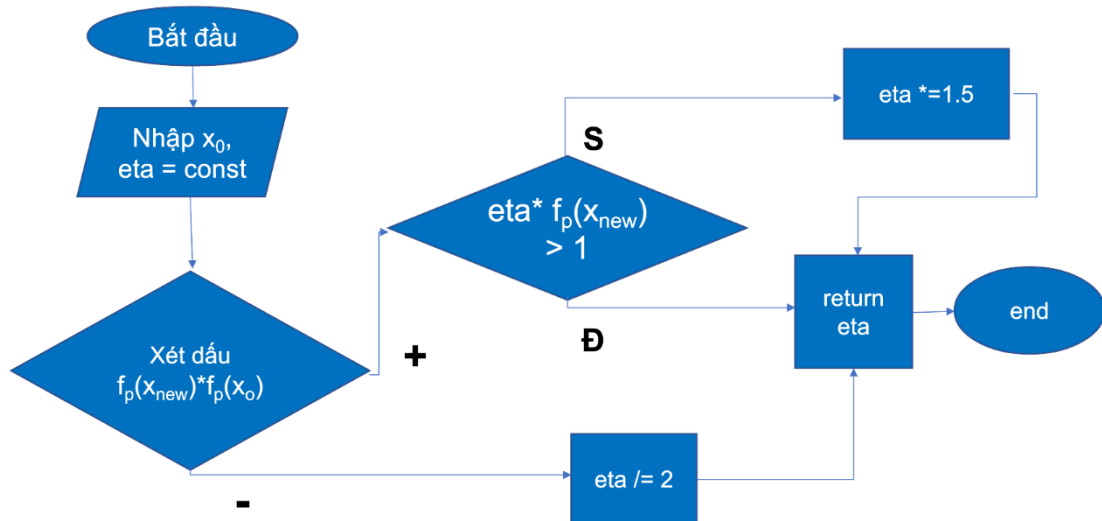 Bắt đầu
Nhập x₀,
eta = const
Xét dấu
fₚ(xₙₑw)*fₚ(xₒ)
+
-
eta* fₚ(xₙₑw)
> 1
S
Đ
eta *=1.5
eta /= 2
return
eta
end